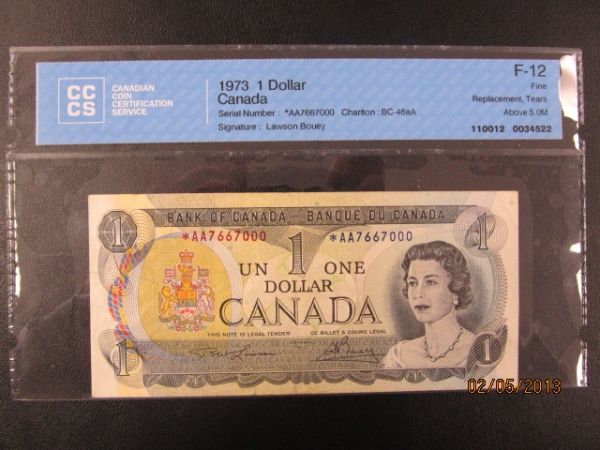 CC
CS
CANADIAN
COIN
CERTIFICATION
SERVICE
1973 1 Dollar
Canada
Serial Number : *AA7667000 Charlton : BC-46aA
Signature : Lawson Bouey
F-12
Fine
Replacement, Tears
Above 5.0M
110012 0034522
BANK OF CANADA – BANQUE DU CANADA
1 *AA7667000 *AA7667000 1
1
UN ONE
DOLLAR
CANADA
THIS NOTE IS LEGAL TENDER CE BILLET A COURS LÉGAL
1 1
02/05/2013